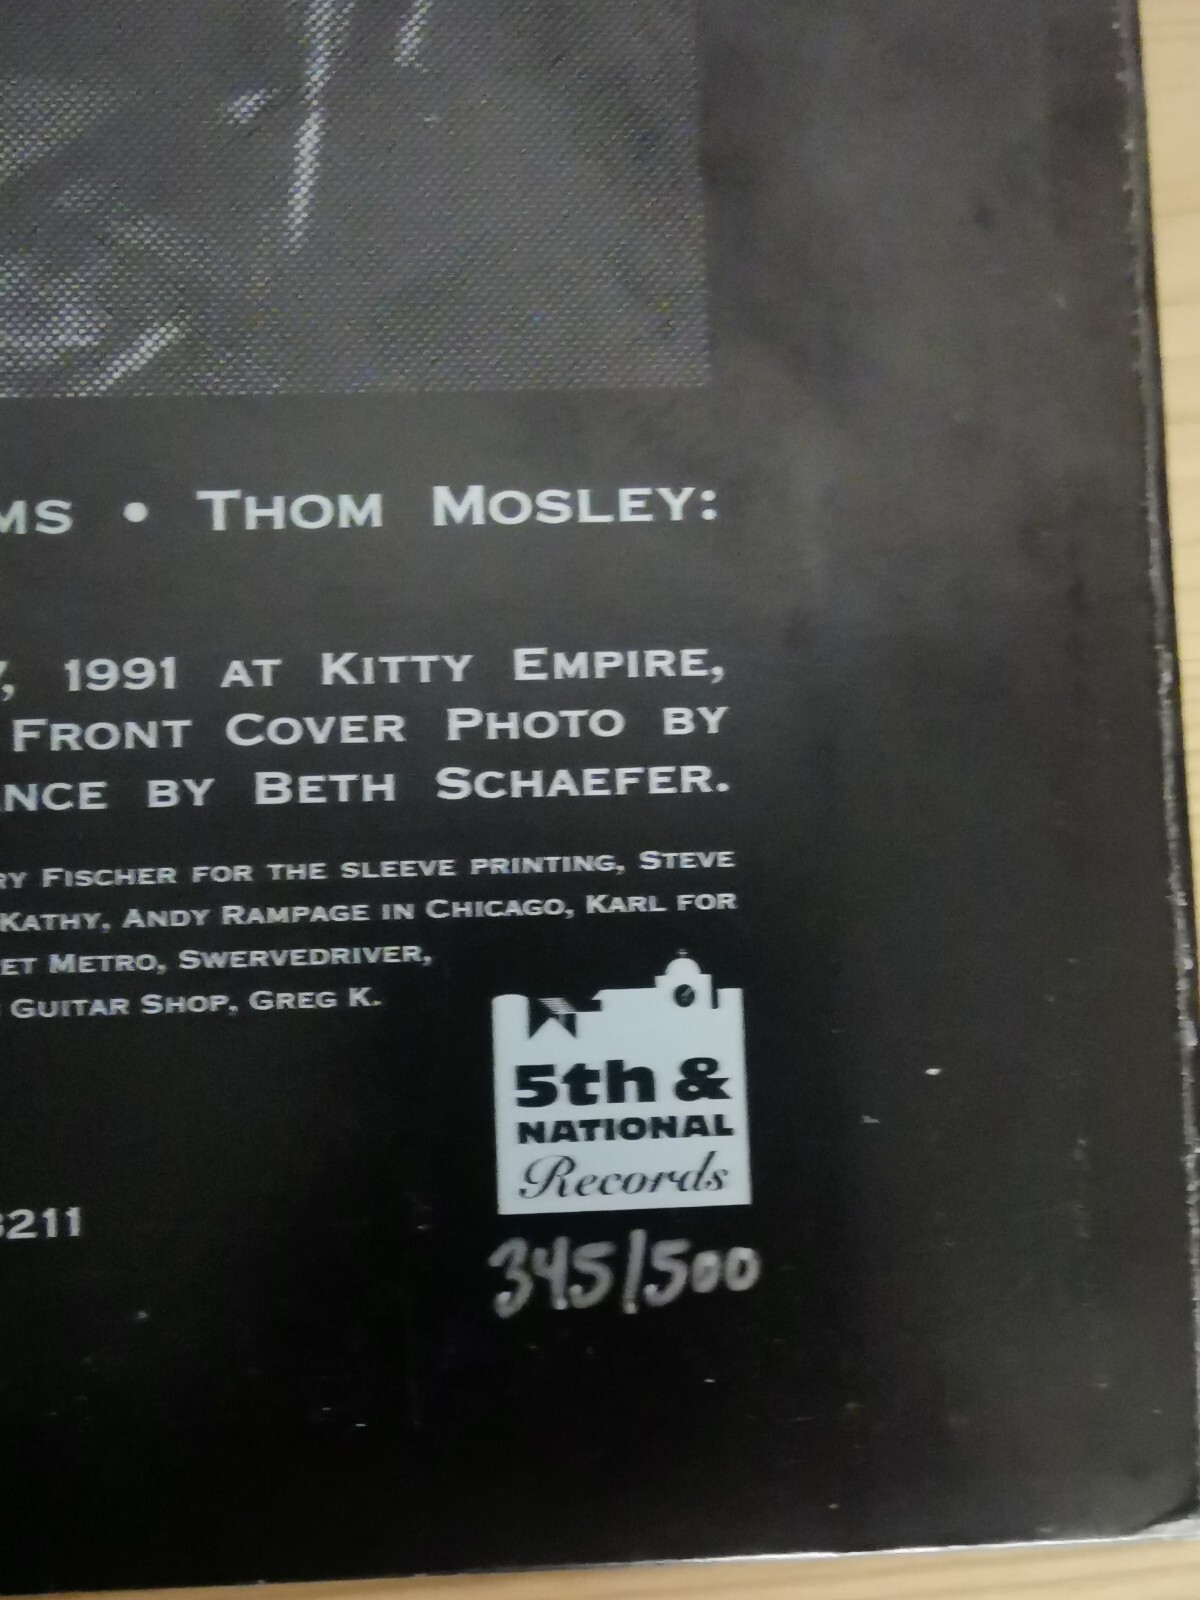 MS • THOM MOSLEY:
, 1991 AT KITTY EMPIRE,
FRONT COVER PHOTO BY
NCE BY BETH SCHAEFER.
RY FISCHER FOR THE SLEEVE PRINTING, STEVE
KATHY, ANDY RAMPAGE IN CHICAGO, KARL FOR
ET METRO, SWERVEDRIVER,
GUITAR SHOP, GREG K.
5th &
NATIONAL
Records
3211
345/500